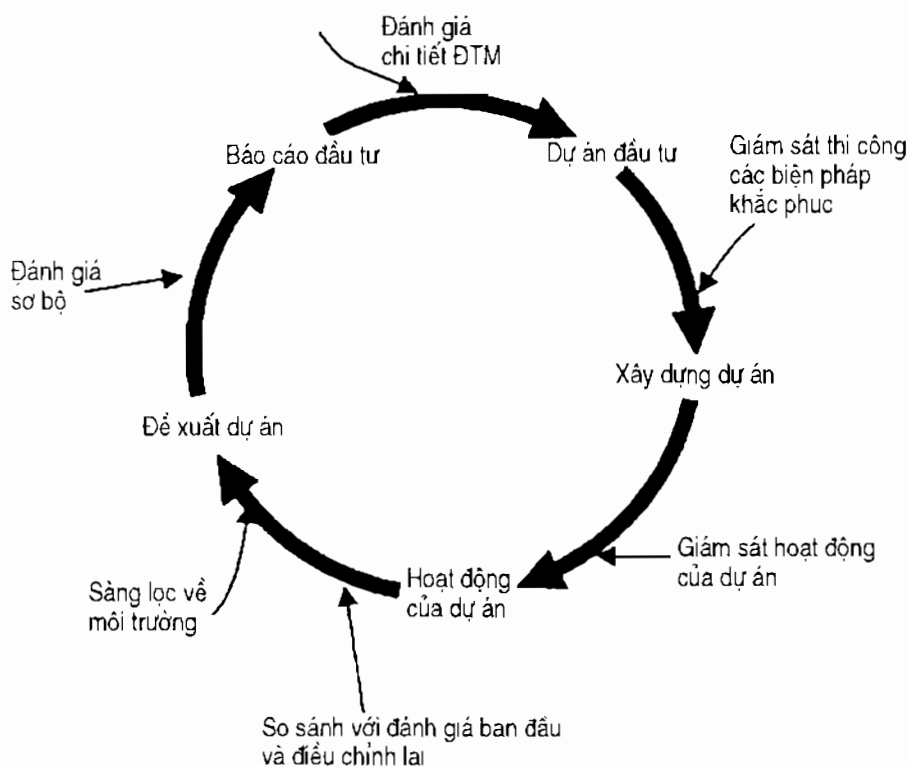 Đánh giá
chi tiết ĐTM
Báo cáo đầu tư
Dự án đầu tư
Giám sát thi công
các biện pháp
khắc phuc
Đánh giá
sơ bộ
Xây dựng dự án
Để xuất dự án
Giám sát hoạt động
của dự án
Hoạt động
của dự án
Sàng lọc về
môi trường
So sánh với đánh giá ban đầu
và điều chỉnh lại